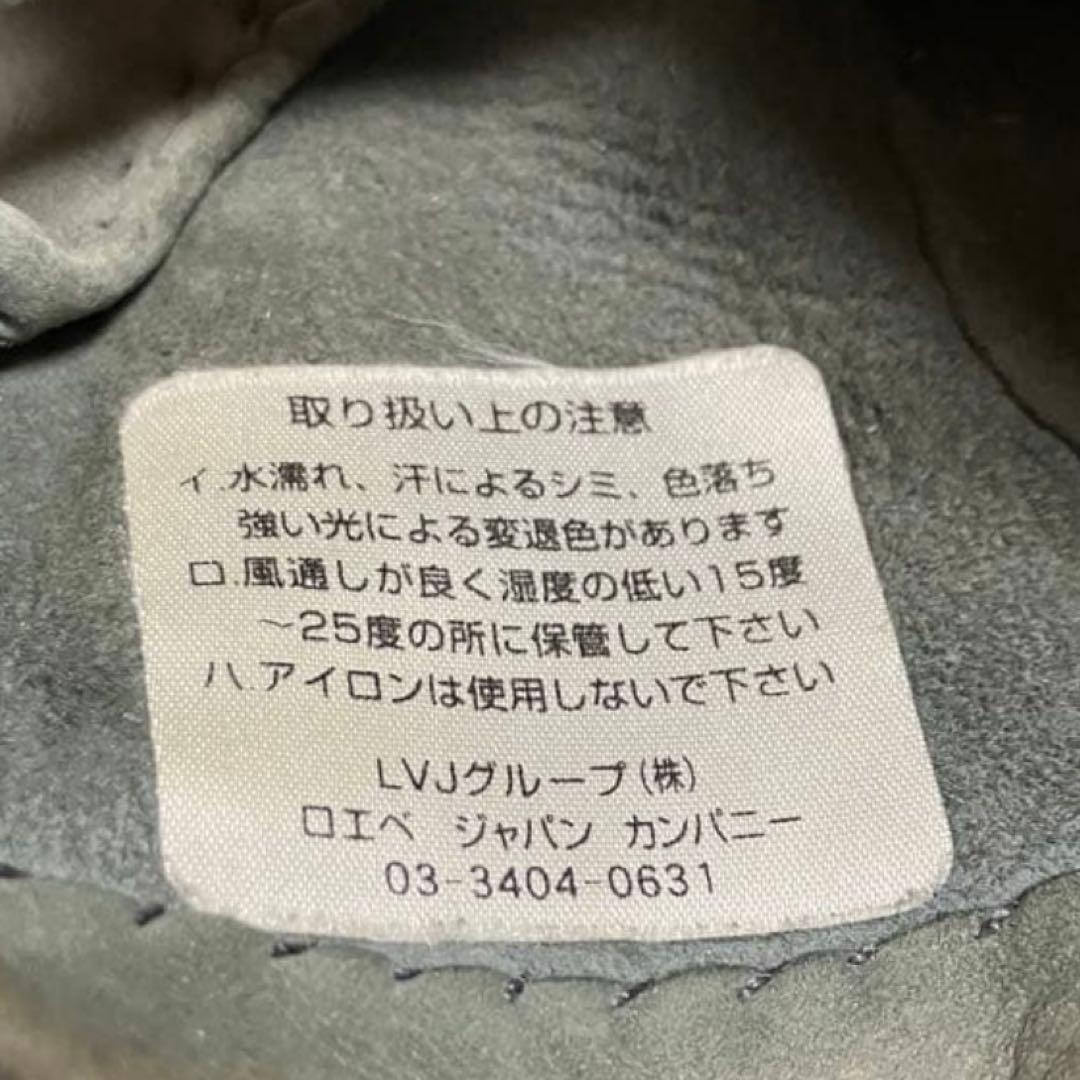 取り扱い上の注意
イ.水濡れ、汗によるシミ、色落ち
強い光による変退色があります
ロ.風通しが良く湿度の低い15度
～25度の所に保管して下さい
ハ.アイロンは使用しないで下さい
LVJグループ(株)
ロエベ ジャパン カンパニー
03-3404-0631